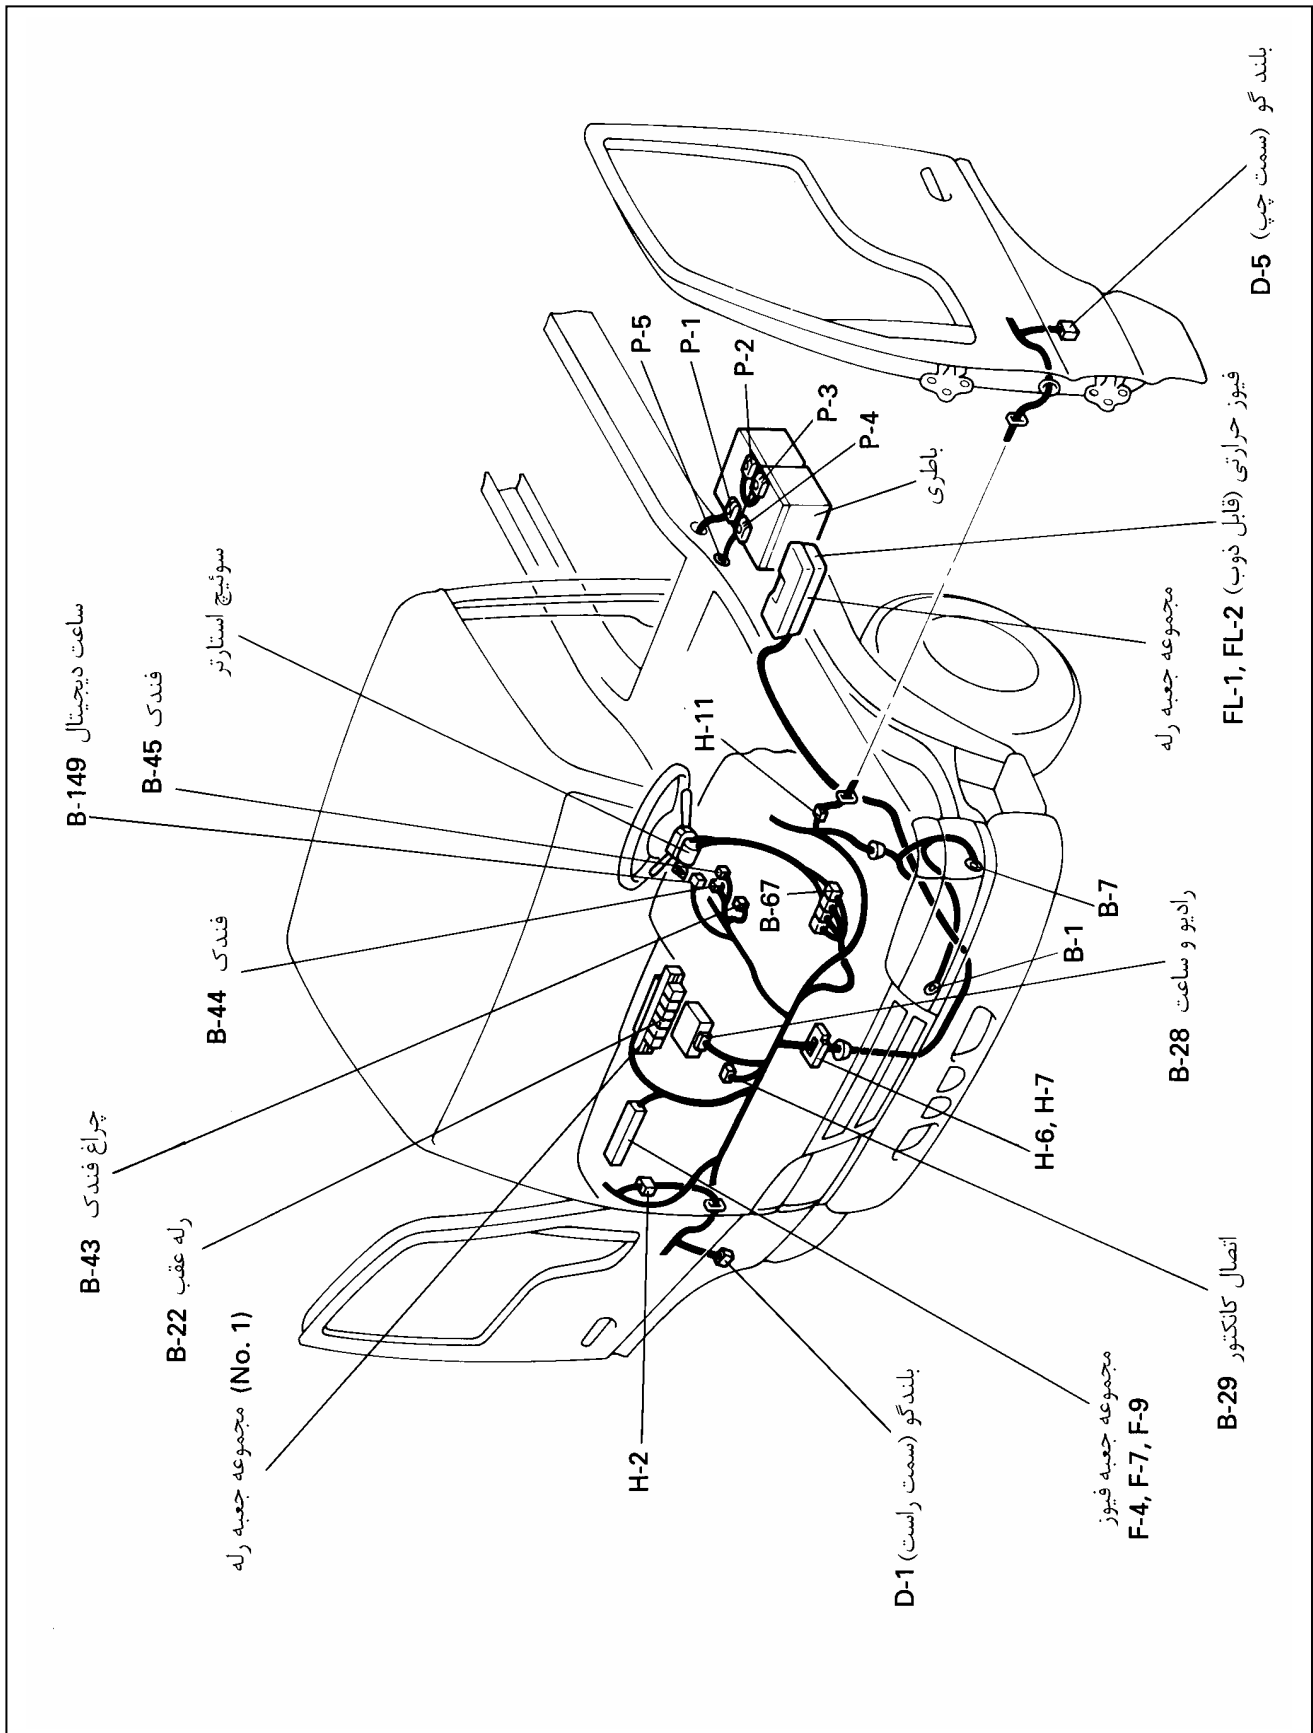 ساعت دیجیتال B-149
فندک B-45
سوئیچ استارتر
فندک B-44
چراغ فندک B-43
رله عقب B-22
مجموعه جعبه رله (No. 1)
P-5
P-1
P-2
P-3
P-4
باطری
بلند گو (سمت چپ) D-5
فیوز حرارتی (قابل ذوب) FL-1, FL-2
مجموعه جعبه رله
H-11
B-67
B-7
B-1
رادیو و ساعت B-28
H-6, H-7
اتصال کانکتور B-29
مجموعه جعبه فیوز
F-4, F-7, F-9
بلندگو (سمت راست) D-1
H-2